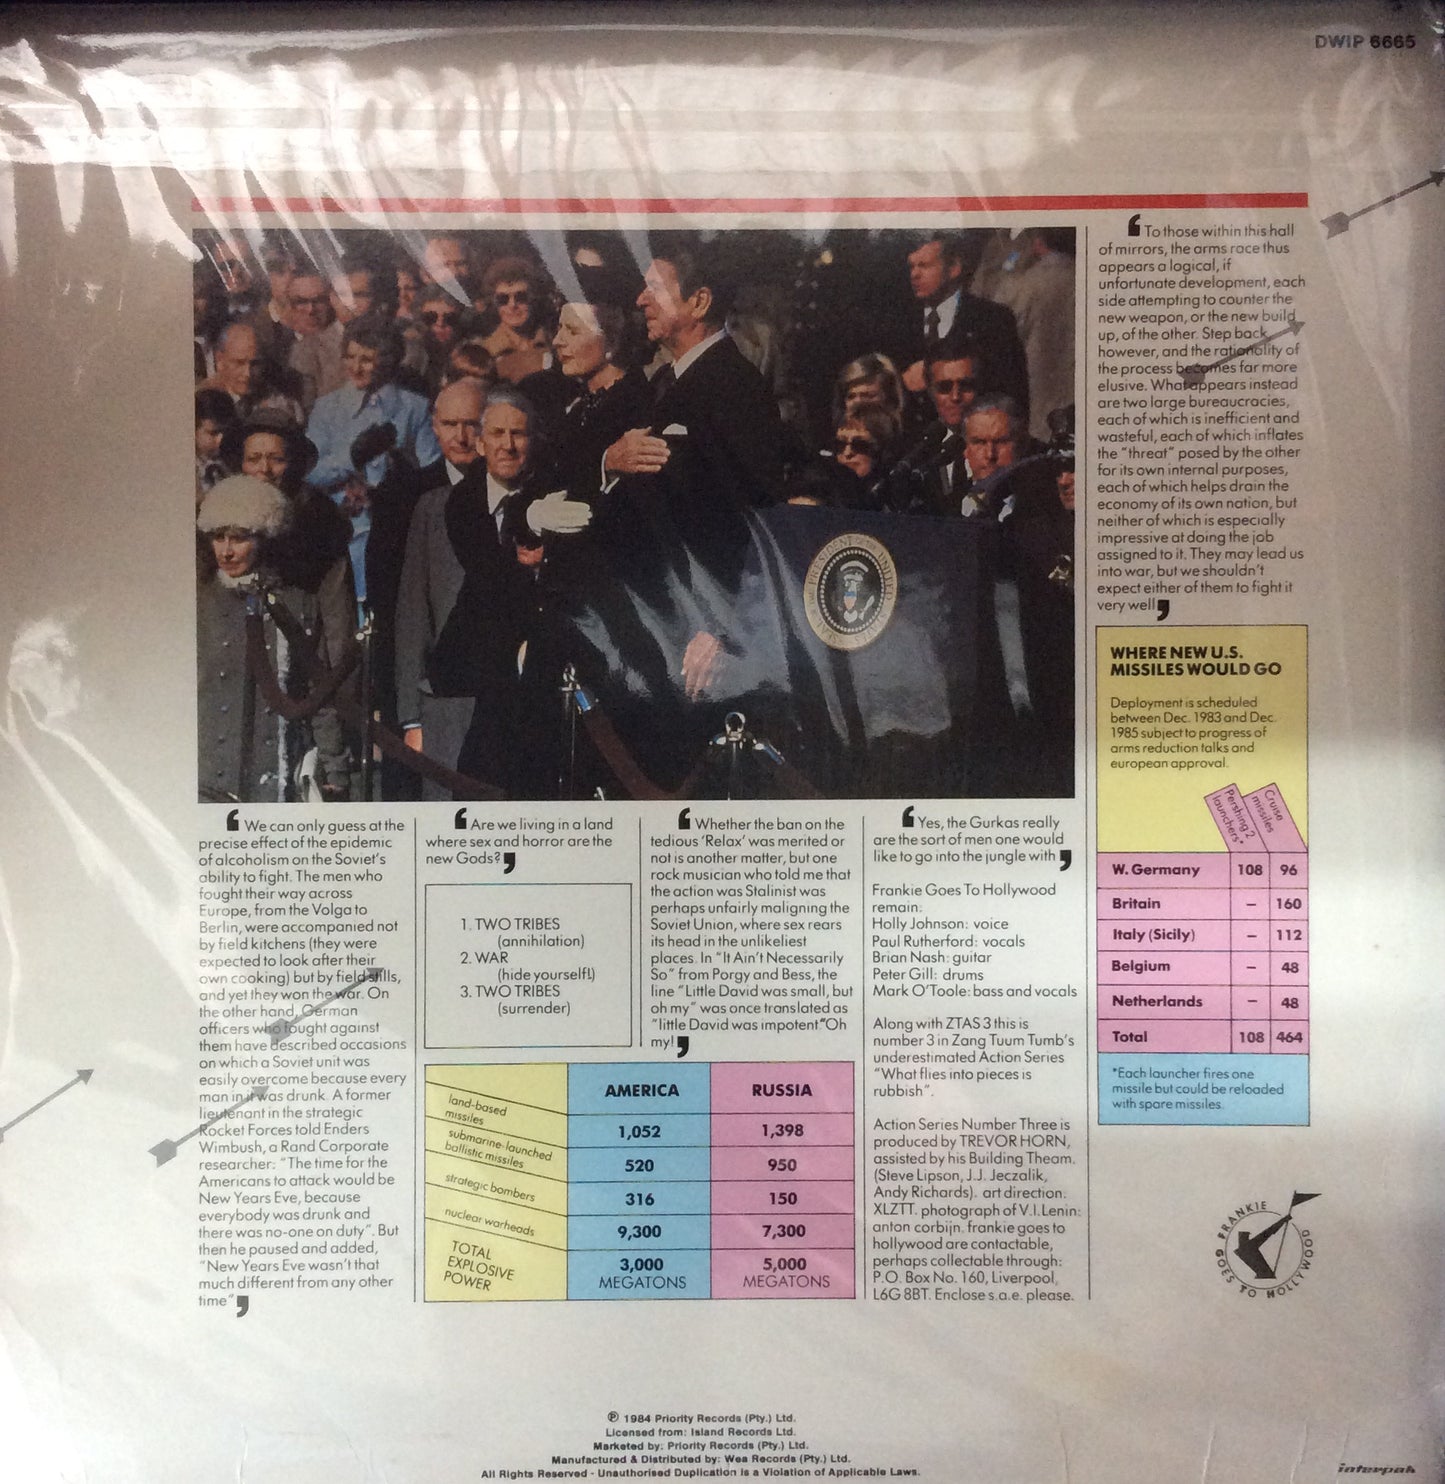 DWIP 6665
PRESIDENT OF THE UNITED
SEAL STATES
❛ We can only guess at the
precise effect of the epidemic
of alcoholism on the Soviet's
ability to fight. The men who
fought their way across
Europe, from the Volga to
Berlin, were accompanied not
by field kitchens (they were
expected to look after their
own cooking) but by field stills,
and yet they won the war. On
the other hand, German
officers who fought against
them have described occasions
on which a Soviet unit was
easily overcome because every
man in it was drunk. A former
lieutenant in the strategic
Rocket Forces told Enders
Wimbush, a Rand Corporate
researcher: "The time for the
Americans to attack would be
New Years Eve, because
everybody was drunk and
there was no-one on duty". But
then he paused and added,
"New Years Eve wasn't that
much different from any other
time" ❜
❛ Are we living in a land
where sex and horror are the
new Gods? ❜
1. TWO TRIBES
(annihilation)
2. WAR
(hide yourself!)
3. TWO TRIBES
(surrender)
❛ Whether the ban on the
tedious 'Relax' was merited or
not is another matter, but one
rock musician who told me that
the action was Stalinist was
perhaps unfairly maligning the
Soviet Union, where sex rears
its head in the unlikeliest
places. In "It Ain't Necessarily
So" from Porgy and Bess, the
line "Little David was small, but
oh my" was once translated as
"little David was impotent "Oh
my! ❜
AMERICA RUSSIA
land-based
missiles 1,052 1,398
submarine-launched
ballistic missiles 520 950
strategic bombers 316 150
nuclear warheads 9,300 7,300
TOTAL
EXPLOSIVE
POWER
3,000 5,000
MEGATONS MEGATONS
❛ Yes, the Gurkas really
are the sort of men one would
like to go into the jungle with ❜
Frankie Goes To Hollywood
remain:
Holly Johnson: voice
Paul Rutherford: vocals
Brian Nash: guitar
Peter Gill: drums
Mark O'Toole: bass and vocals
Along with ZTAS 3 this is
number 3 in Zang Tuum Tumb's
underestimated Action Series
"What flies into pieces is
rubbish".
Action Series Number Three is
produced by TREVOR HORN,
assisted by his Building Theam.
(Steve Lipson, J.J. Jeczalik,
Andy Richards). art direction.
XLZTT. photograph of V.I. Lenin:
anton corbijn. frankie goes to
hollywood are contactable,
perhaps collectable through:
P.O. Box No. 160, Liverpool,
L6G 8BT. Enclose s.a.e. please.
❛ To those within this hall
of mirrors, the arms race thus
appears a logical, if
unfortunate development, each
side attempting to counter the
new weapon, or the new build
up, of the other. Step back
however, and the rationality of
the process becomes far more
elusive. What appears instead
are two large bureaucracies,
each of which is inefficient and
wasteful, each of which inflates
the "threat" posed by the other
for its own internal purposes,
each of which helps drain the
economy of its own nation, but
neither of which is especially
impressive at doing the job
assigned to it. They may lead us
into war, but we shouldn't
expect either of them to fight it
very well ❜
WHERE NEW U.S.
MISSILES WOULD GO
Deployment is scheduled
between Dec. 1983 and Dec.
1985 subject to progress of
arms reduction talks and
european approval.
Pershing 2
launchers*
Cruise
missiles
W. Germany 108 96
Britain – 160
Italy (Sicily) – 112
Belgium – 48
Netherlands – 48
Total 108 464
*Each launcher fires one
missile but could be reloaded
with spare missiles.
FRANKIE GOES TO HOLLYWOOD
℗ 1984 Priority Records (Pty.) Ltd.
Licensed from: Island Records Ltd.
Marketed by: Priority Records (Pty.) Ltd.
Manufactured & Distributed by: Wea Records (Pty.) Ltd.
All Rights Reserved - Unauthorised Duplication is a Violation of Applicable Laws.
interpak